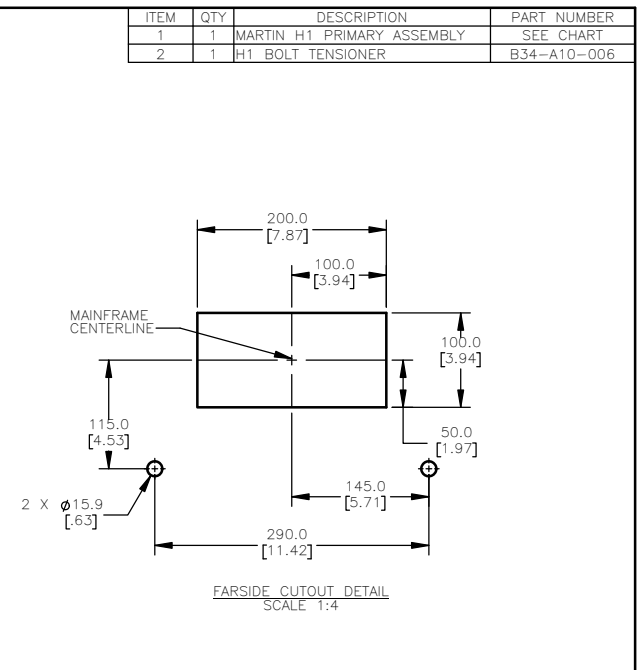 ITEM QTY DESCRIPTION PART NUMBER
1 1 MARTIN H1 PRIMARY ASSEMBLY SEE CHART
2 1 H1 BOLT TENSIONER B34-A10-006
200.0
[7.87]
100.0
[3.94]
MAINFRAME
CENTERLINE
100.0
[3.94]
115.0
[4.53]
50.0
[1.97]
2 X ⌀15.9
[.63]
145.0
[5.71]
290.0
[11.42]
FARSIDE CUTOUT DETAIL
SCALE 1:4